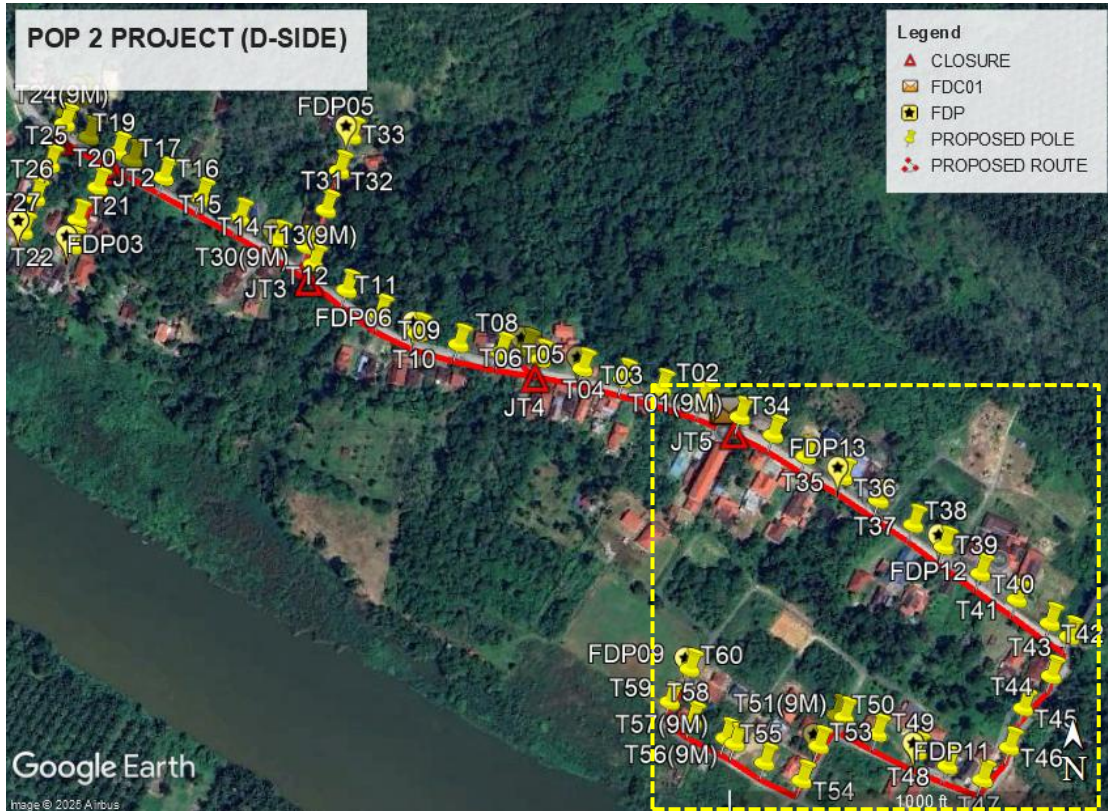 POP 2 PROJECT (D-SIDE)
Legend
CLOSURE
FDC01
FDP
PROPOSED POLE
PROPOSED ROUTE
T24(9M)
T19
T25
T20
T17
T26
JT2
T16
T27
T21
T15
T22
FDP03
T14
FDP05
T33
T31
T32
T13(9M)
T30(9M)
T12
JT3
T11
FDP06
T09
T08
T10
T06
T05
JT4
T04
T03
T02
T01(9M)
T34
JT5
FDP13
T35
T36
T37
T38
T39
FDP12
T40
T41
T42
T43
T44
T45
T46
T47
FDP09
T60
T59
T58
T57(9M)
T56(9M)
T55
T51(9M)
T50
T53
T49
FDP11
T54
T48
1000 ft
N
Google Earth
Image © 2025 Airbus